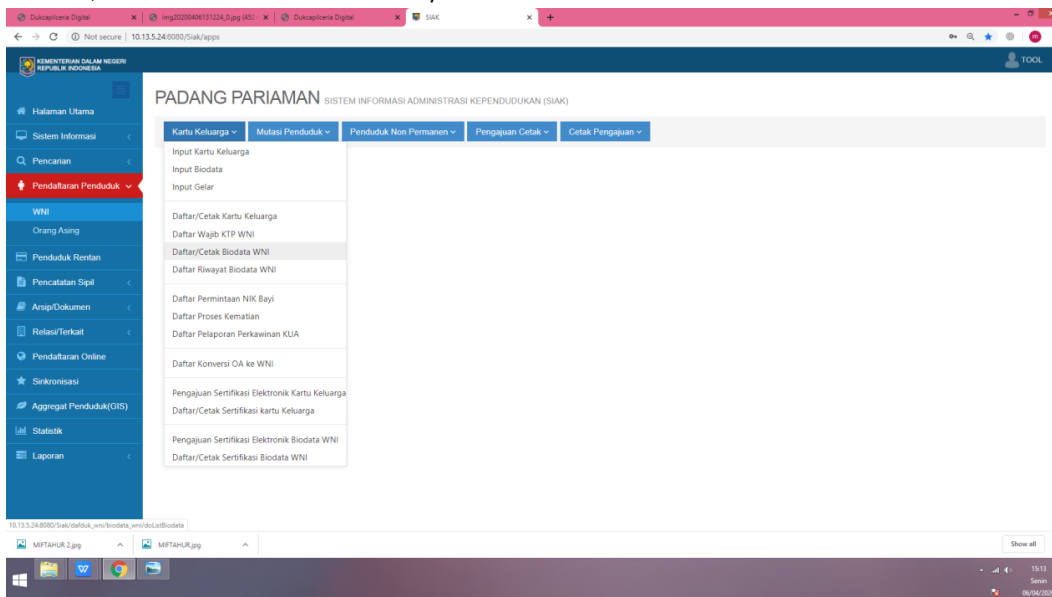 Dukcapilceria Digital
img20200406131224_0.jpg (452
Dukcapilceria Digital
SIAK
Not secure | 10.13.5.24:8080/Siak/apps
KEMENTERIAN DALAM NEGERI
REPUBLIK INDONESIA
TOOL
PADANG PARIAMAN SISTEM INFORMASI ADMINISTRASI KEPENDUDUKAN (SIAK)
Halaman Utama
Sistem Informasi
Pencarian
Pendaftaran Penduduk
WNI
Orang Asing
Penduduk Rentan
Pencatatan Sipil
Arsip/Dokumen
Relasi/Terkait
Pendaftaran Online
Sinkronisasi
Aggregat Penduduk(GIS)
Statistik
Laporan
Kartu Keluarga
Mutasi Penduduk
Penduduk Non Permanen
Pengajuan Cetak
Cetak Pengajuan
Input Kartu Keluarga
Input Biodata
Input Gelar
Daftar/Cetak Kartu Keluarga
Daftar Wajib KTP WNI
Daftar/Cetak Biodata WNI
Daftar Riwayat Biodata WNI
Daftar Permintaan NIK Bayi
Daftar Proses Kematian
Daftar Pelaporan Perkawinan KUA
Daftar Konversi OA ke WNI
Pengajuan Sertifikasi Elektronik Kartu Keluarga
Daftar/Cetak Sertifikasi kartu Keluarga
Pengajuan Sertifikasi Elektronik Biodata WNI
Daftar/Cetak Sertifikasi Biodata WNI
10.13.5.24:8080/Siak/dafduk_wni/biodata_wni/doListBiodata
MIFTAHUR 2.jpg
MIFTAHUR.jpg
Show all
15:13
Senin
06/04/202